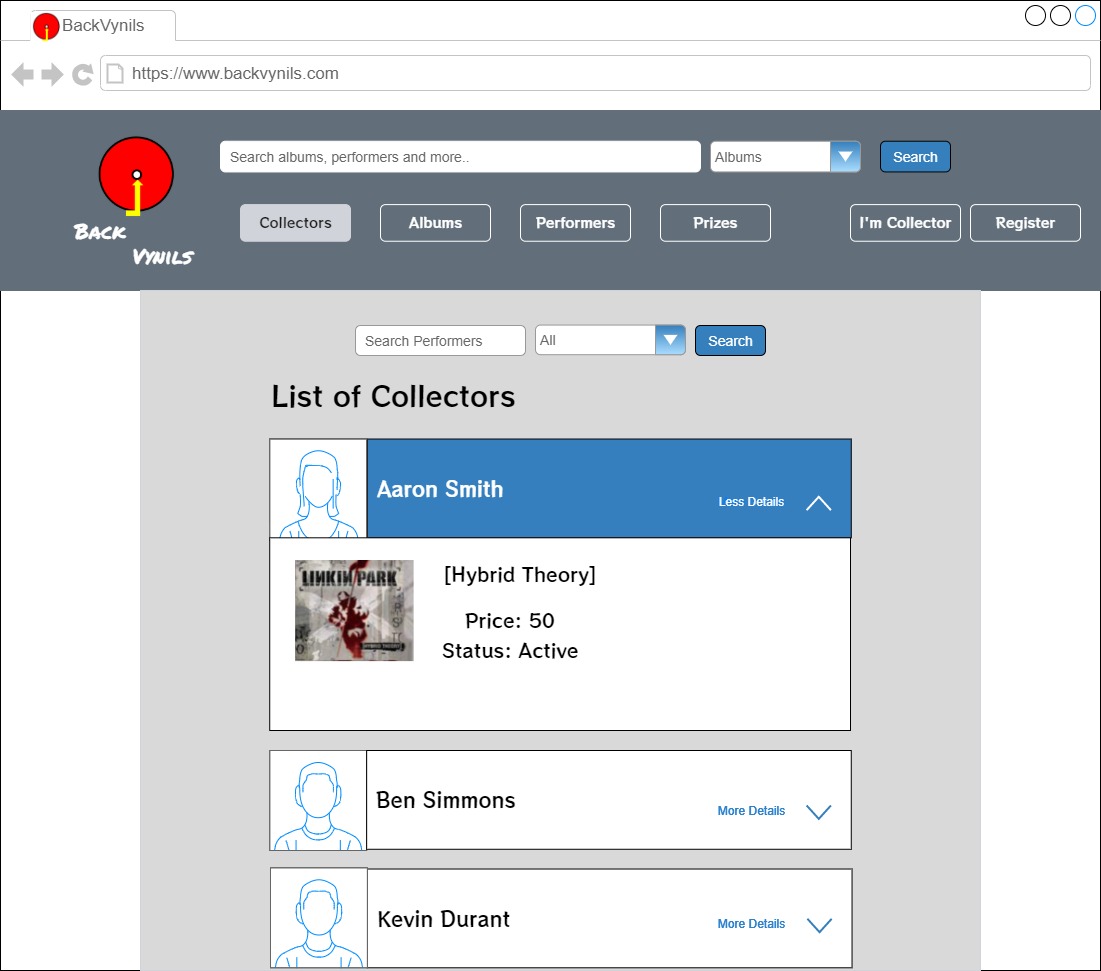 BackVynils
https://www.backvynils.com
Search albums, performers and more..
Albums
Search
Back
Vynils
Collectors
Albums
Performers
Prizes
I'm Collector
Register
Search Performers
All
Search
List of Collectors
Aaron Smith
Less Details
LINKIN PARK
HYBRID THEORY
[Hybrid Theory]
Price: 50
Status: Active
Ben Simmons
More Details
Kevin Durant
More Details